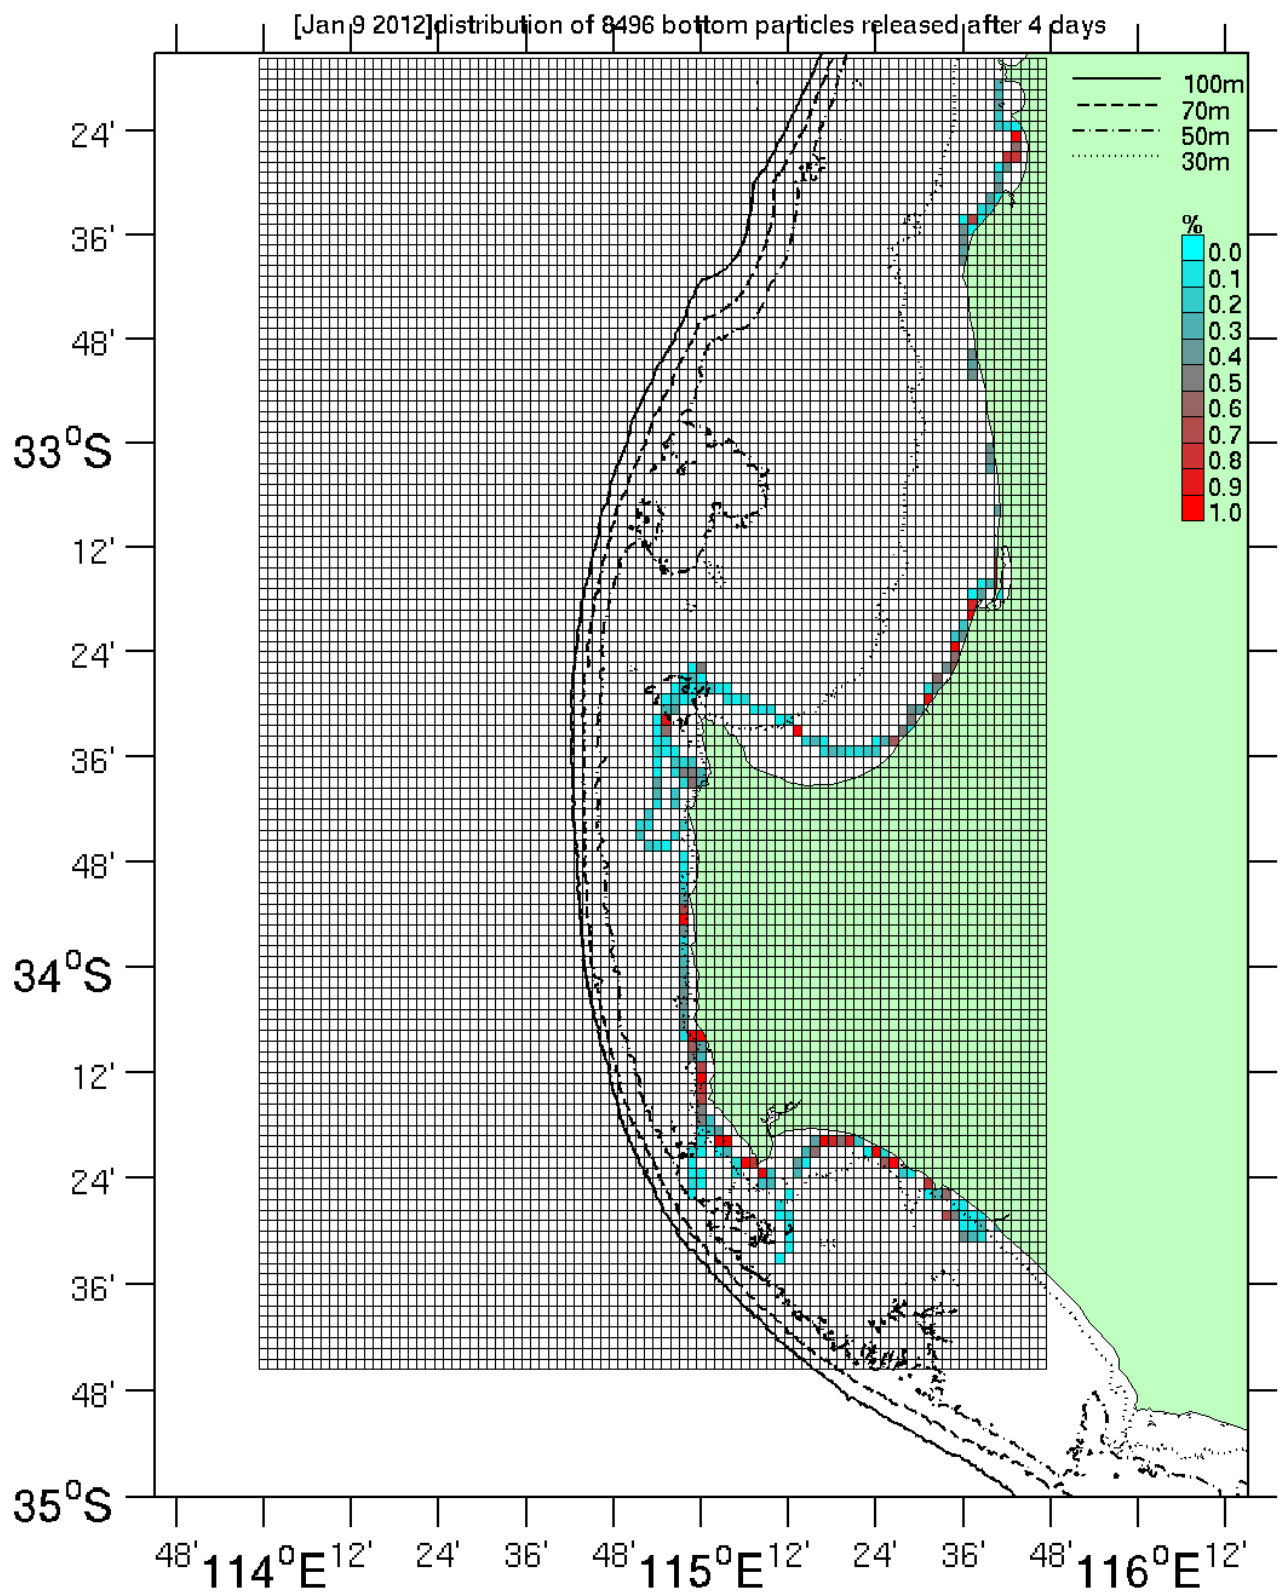 [Jan 9 2012]distribution of 8496 bottom particles released after 4 days
100m
70m
50m
30m
%
0.0
0.1
0.2
0.3
0.4
0.5
0.6
0.7
0.8
0.9
1.0
24'
36'
48'
33°S
12'
24'
36'
48'
34°S
12'
24'
36'
48'
35°S
48' 114°E 12' 24' 36' 48' 115°E 12' 24' 36' 48' 116°E 12'